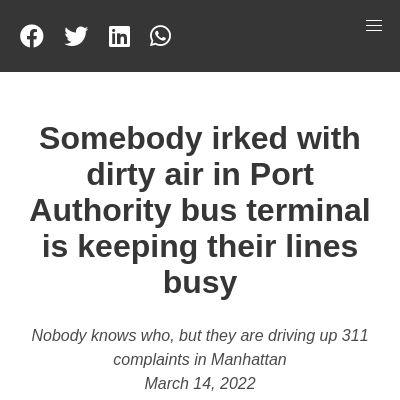 Somebody irked with
dirty air in Port
Authority bus terminal
is keeping their lines
busy
Nobody knows who, but they are driving up 311
complaints in Manhattan
March 14, 2022